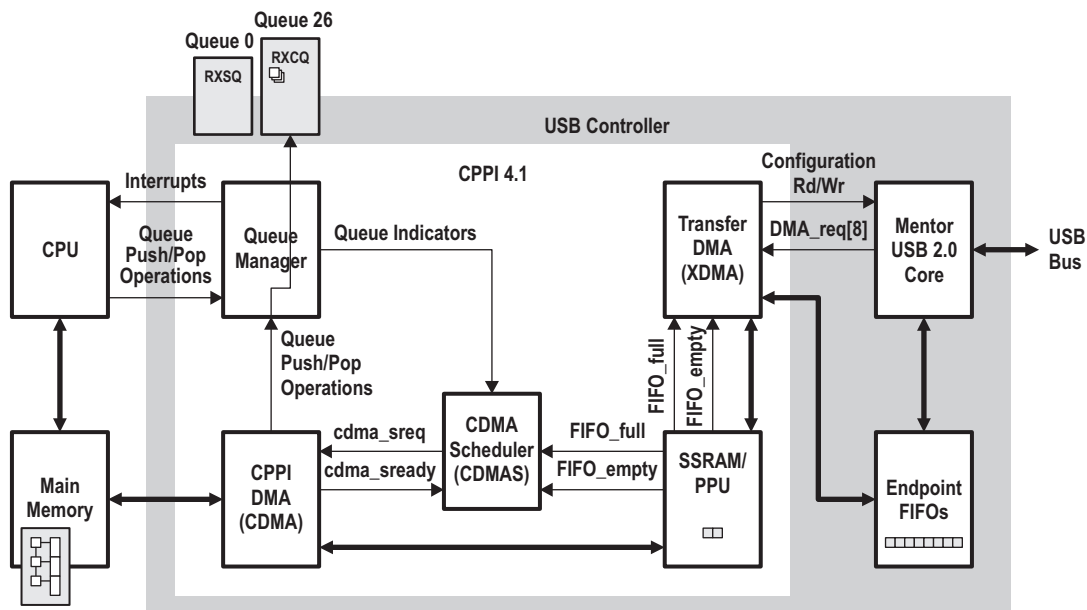 Queue 26
Queue 0
RXSQ
RXCQ
USB Controller
CPPI 4.1
Interrupts
Queue
Push/Pop
Operations
CPU
Queue
Manager
Queue Indicators
Transfer
DMA
(XDMA)
Configuration
Rd/Wr
DMA_req[8]
Mentor
USB 2.0
Core
USB
Bus
Queue
Push/Pop
Operations
FIFO_full
FIFO_empty
Main
Memory
CPPI
DMA
(CDMA)
cdma_sreq
cdma_sready
CDMA
Scheduler
(CDMAS)
FIFO_full
FIFO_empty
SSRAM/
PPU
Endpoint
FIFOs